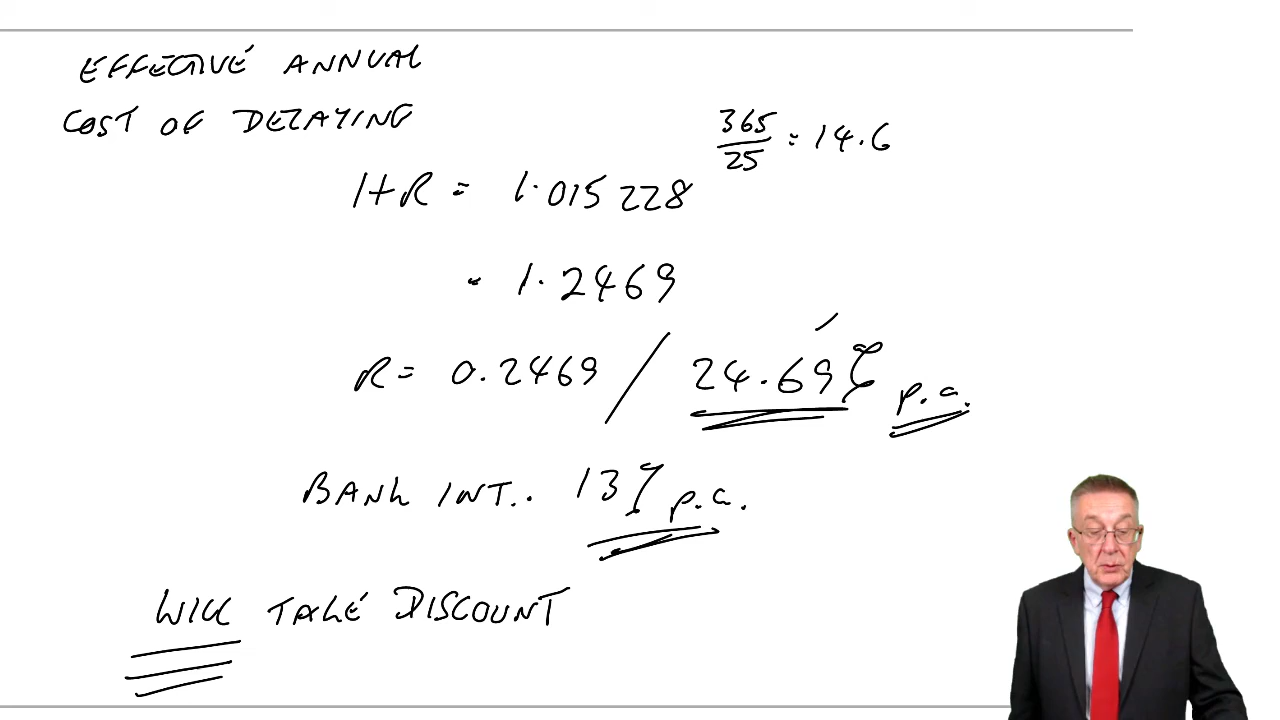 EFFECTIVE ANNUAL
COST OF DELAYING
365/25 = 14.6
1+R = 1.015228
= 1.2469
R = 0.2469 / 24.69% p.a.
BANK INT.. 13% p.a.
WILL TAKE DISCOUNT